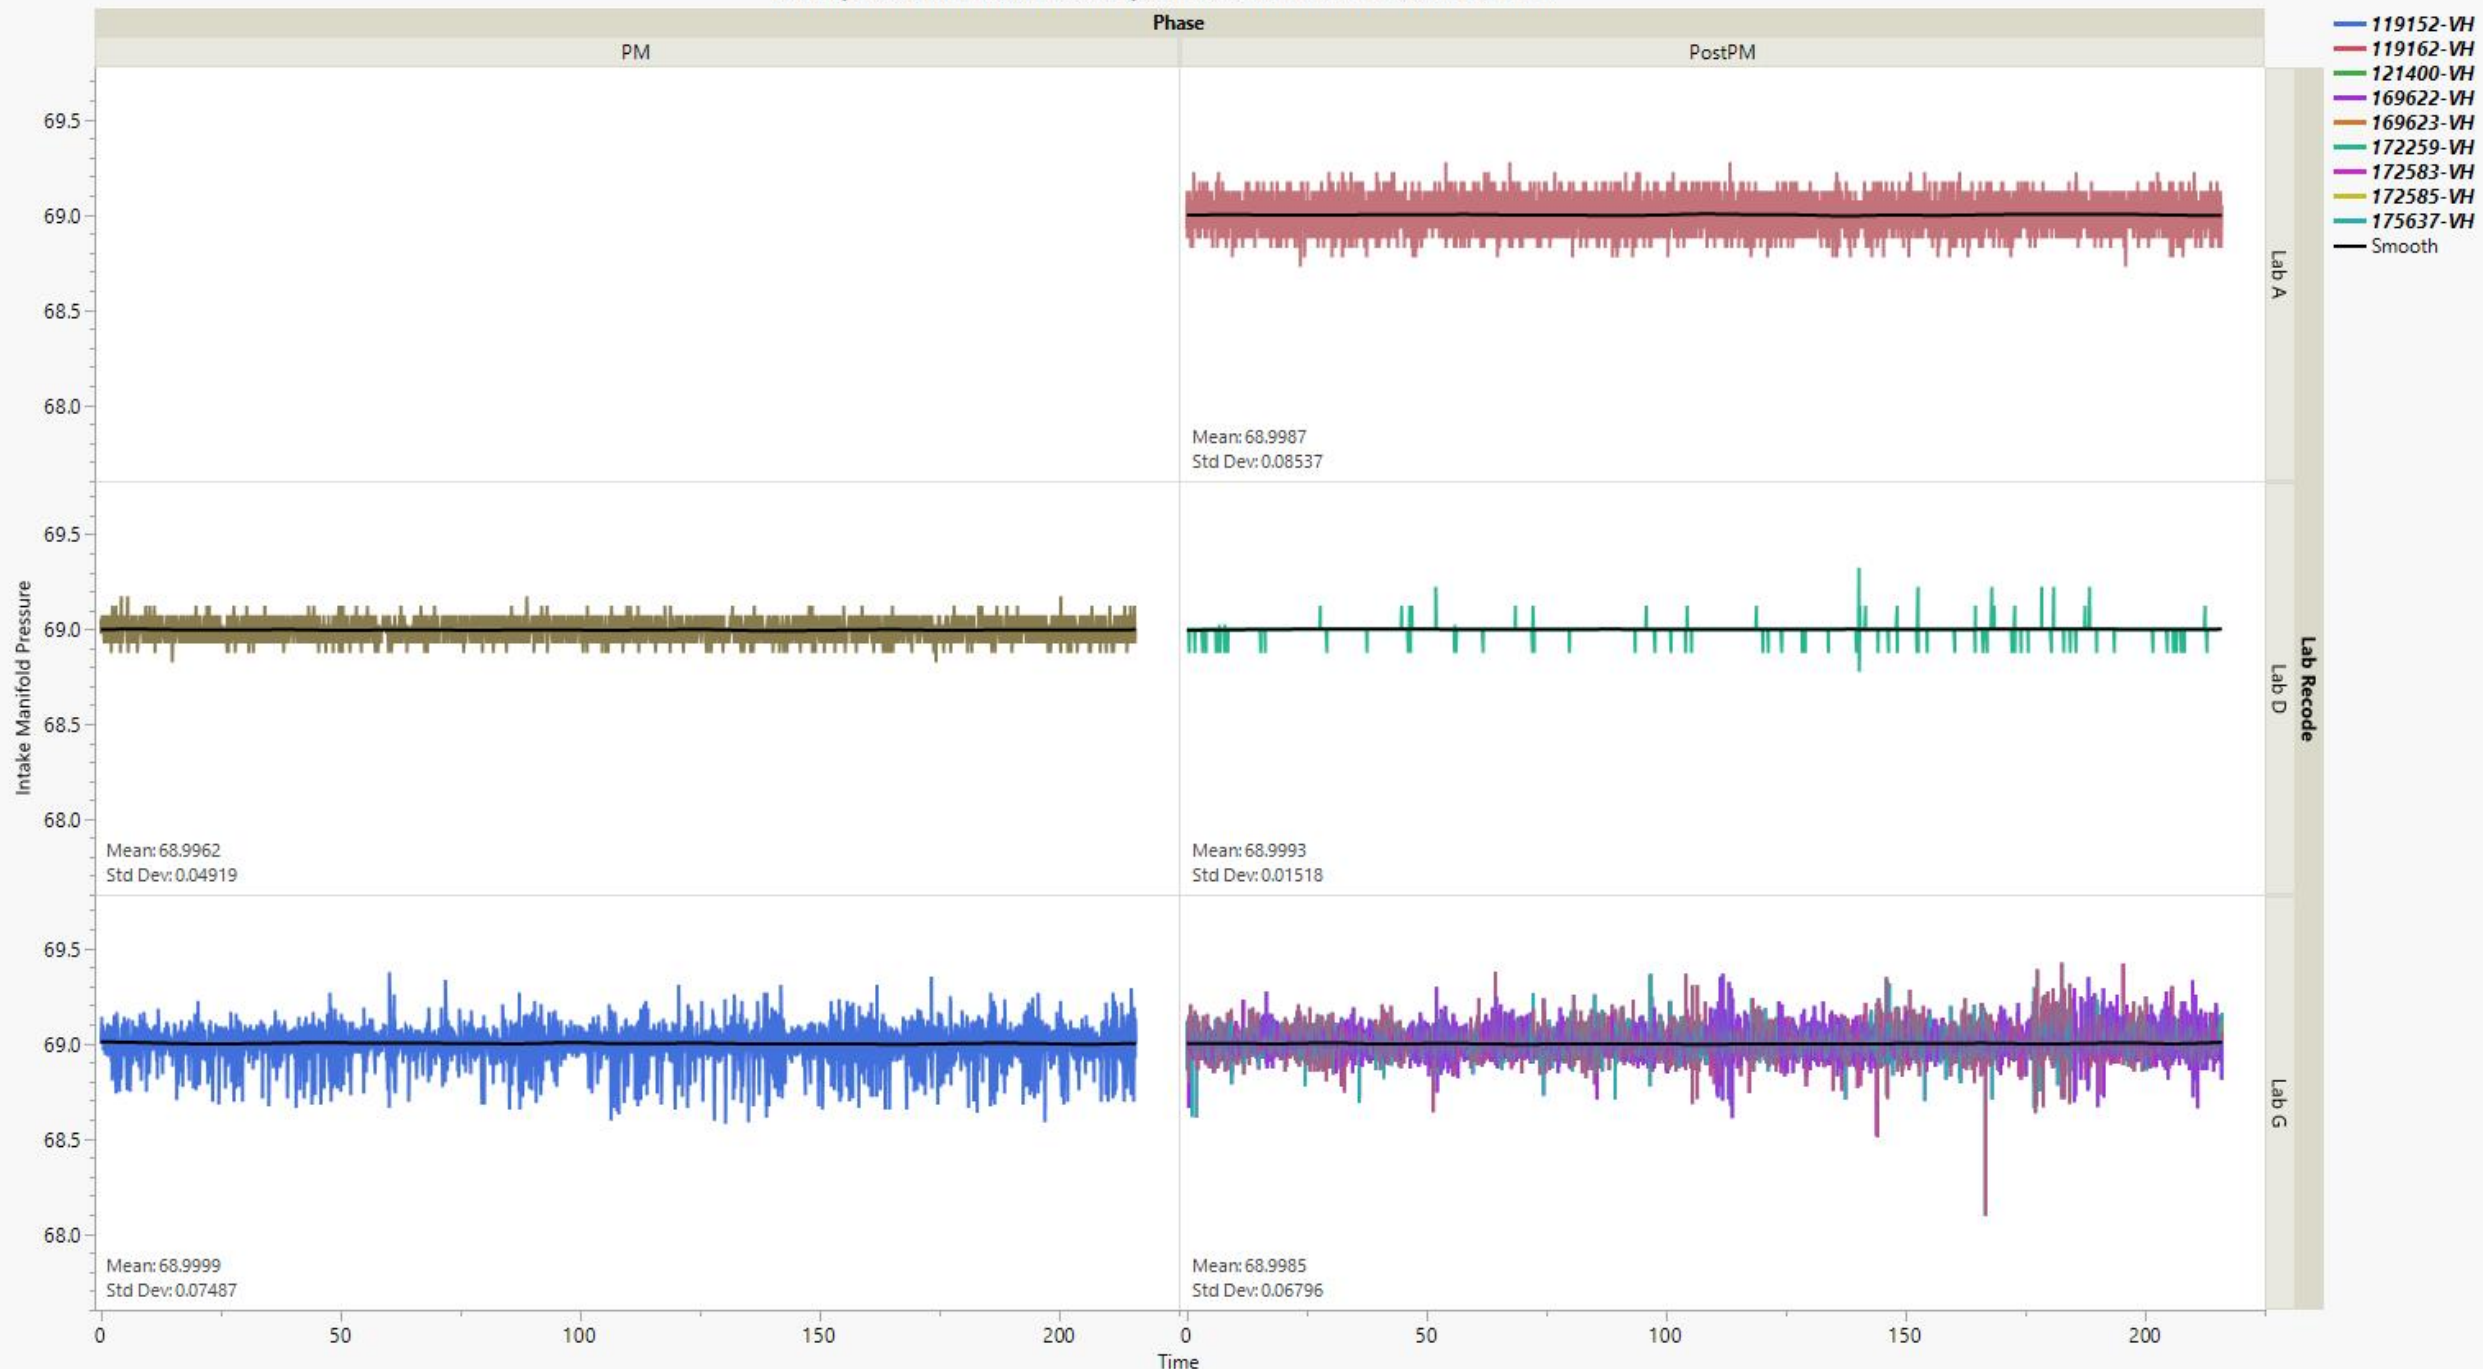 Phase
PM
PostPM
119152-VH
119162-VH
121400-VH
169622-VH
169623-VH
172259-VH
172583-VH
172585-VH
175637-VH
Smooth
Intake Manifold Pressure
69.5
69.0
68.5
68.0
Mean: 68.9987
Std Dev: 0.08537
Lab A
69.5
69.0
68.5
68.0
Mean: 68.9962
Std Dev: 0.04919
Mean: 68.9993
Std Dev: 0.01518
Lab D
Lab Recode
69.5
69.0
68.5
68.0
Mean: 68.9999
Std Dev: 0.07487
Mean: 68.9985
Std Dev: 0.06796
Lab G
0 50 100 150 200 0 50 100 150 200
Time